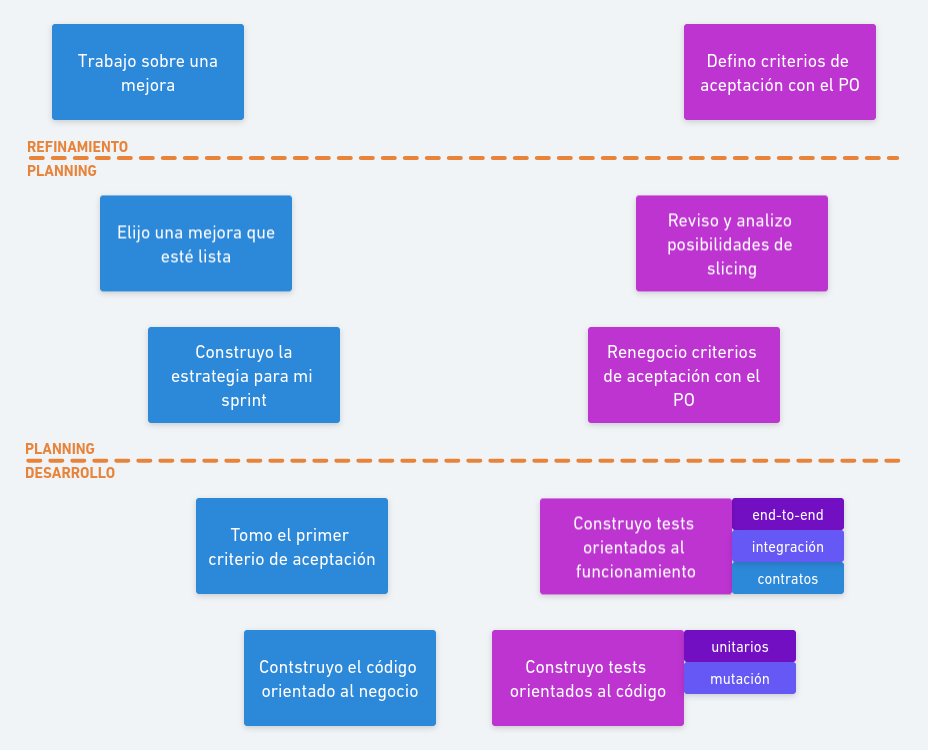 Trabajo sobre una
mejora
Defino criterios de
aceptación con el PO
REFINAMIENTO
PLANNING
Elijo una mejora que
esté lista
Reviso y analizo
posibilidades de
slicing
Construyo la
estrategia para mi
sprint
Renegocio criterios
de aceptación con el
PO
PLANNING
DESARROLLO
Tomo el primer
criterio de aceptación
Construyo tests
orientados al
funcionamiento
end-to-end
integración
contratos
Contstruyo el código
orientado al negocio
Construyo tests
orientados al código
unitarios
mutación